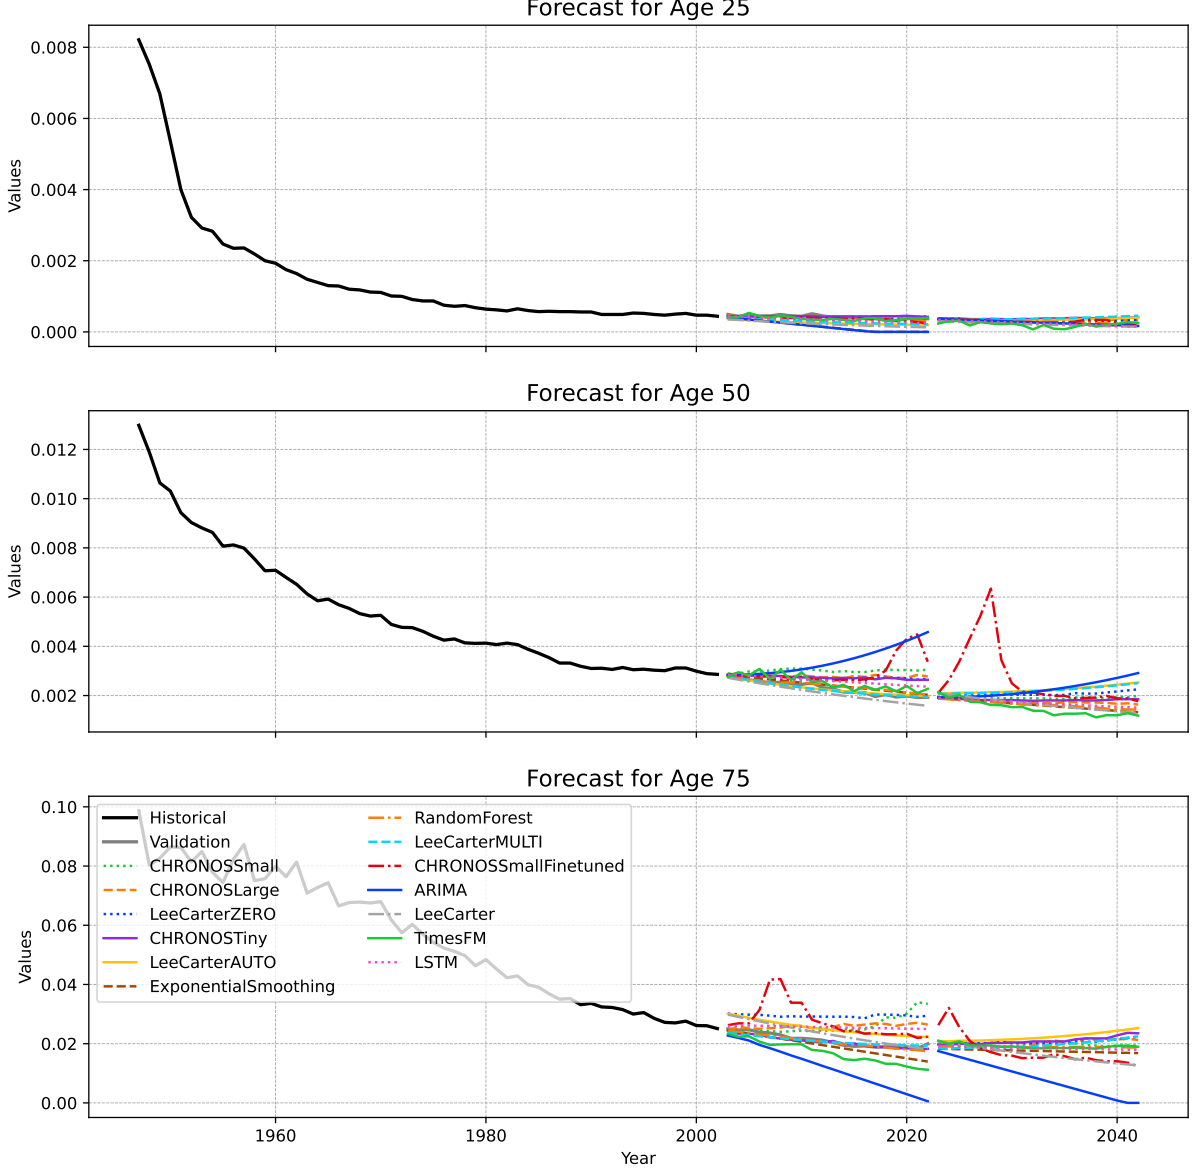 Forecast for Age 25
Values
0.008
0.006
0.004
0.002
0.000
Forecast for Age 50
Values
0.012
0.010
0.008
0.006
0.004
0.002
Forecast for Age 75
Values
0.10
0.08
0.06
0.04
0.02
0.00
Historical
Validation
CHRONOSSmall
CHRONOSLarge
LeeCarterZERO
CHRONOSTiny
LeeCarterAUTO
ExponentialSmoothing
RandomForest
LeeCarterMULTI
CHRONOSSmallFinetuned
ARIMA
LeeCarter
TimesFM
LSTM
1960 1980 2000 2020 2040
Year